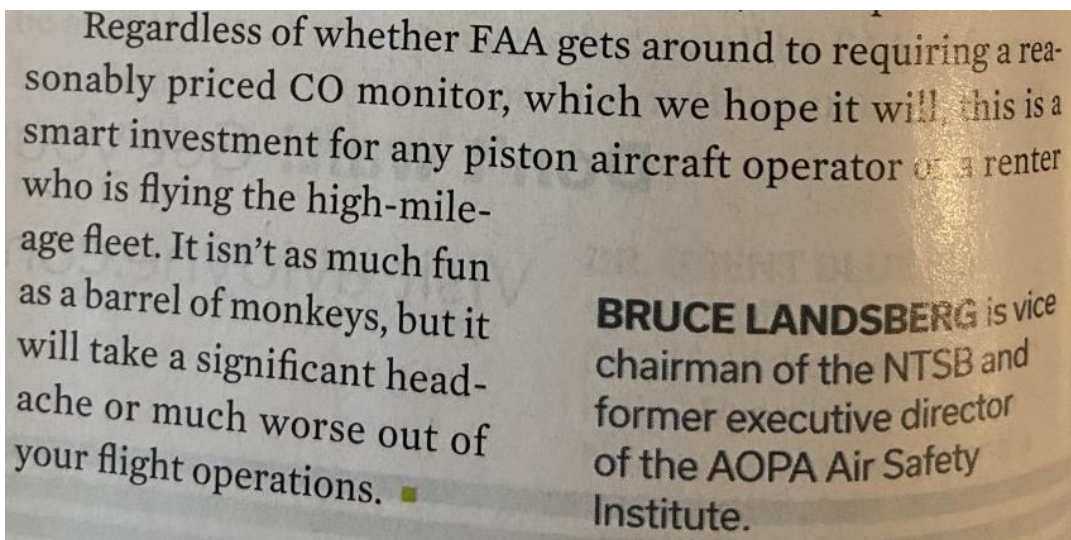 Regardless of whether FAA gets around to requiring a rea-
sonably priced CO monitor, which we hope it will, this is a
smart investment for any piston aircraft operator or a renter
who is flying the high-mile-
age fleet. It isn't as much fun
as a barrel of monkeys, but it
will take a significant head-
ache or much worse out of
your flight operations.
BRUCE LANDSBERG is vice
chairman of the NTSB and
former executive director
of the AOPA Air Safety
Institute.